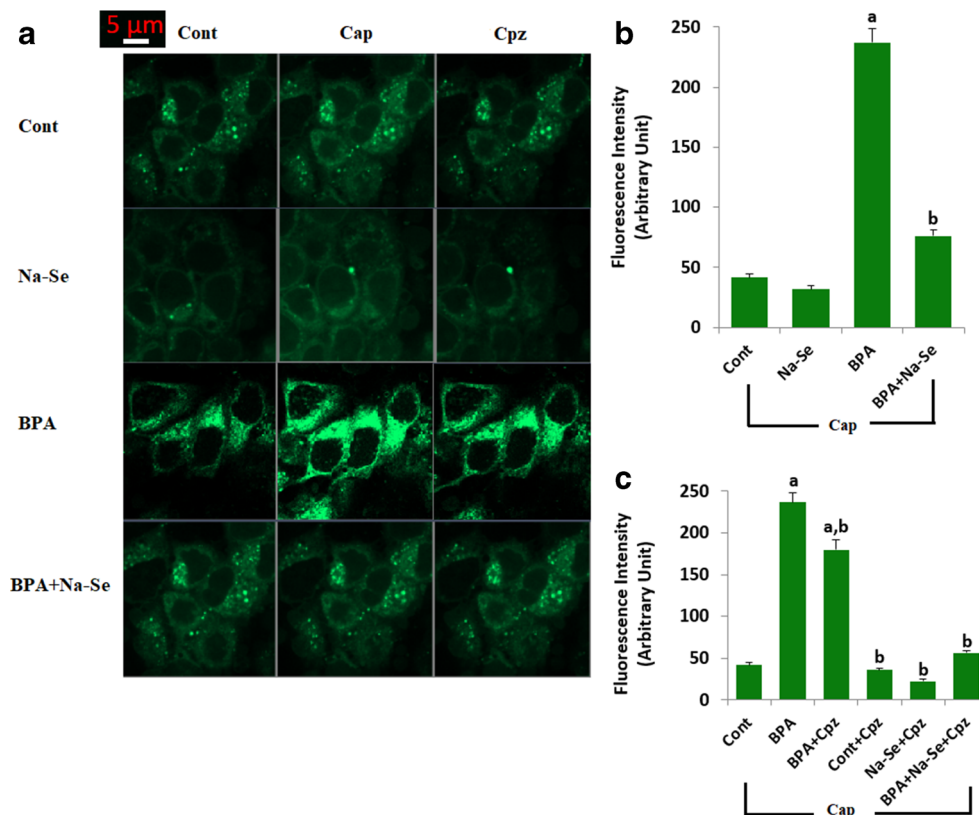 a
5 µm
Cont Cap Cpz
Cont
Na-Se
BPA
BPA+Na-Se
b
Fluorescence Intensity
(Arbitrary Unit)
250
200
150
100
50
0
a
b
Cont Na-Se BPA BPA+Na-Se
Cap
c
Fluorescence Intensity
(Arbitrary Unit)
250
200
150
100
50
0
a
a,b
b
b
b
Cont BPA BPA+Cpz Cont+Cpz Na-Se+Cpz BPA+Na-Se+Cpz
Cap